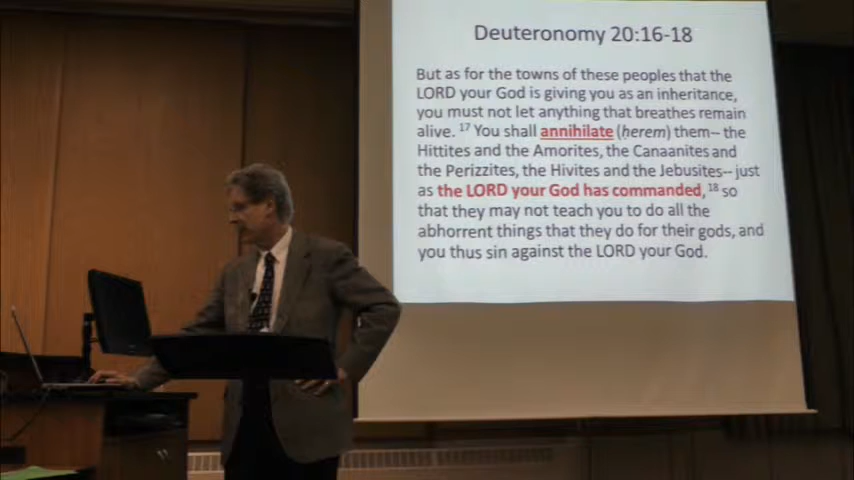 Deuteronomy 20:16-18
But as for the towns of these peoples that the
LORD your God is giving you as an inheritance,
you must not let anything that breathes remain
alive. 17 You shall annihilate (herem) them-- the
Hittites and the Amorites, the Canaanites and
the Perizzites, the Hivites and the Jebusites-- just
as the LORD your God has commanded, 18 so
that they may not teach you to do all the
abhorrent things that they do for their gods, and
you thus sin against the LORD your God.